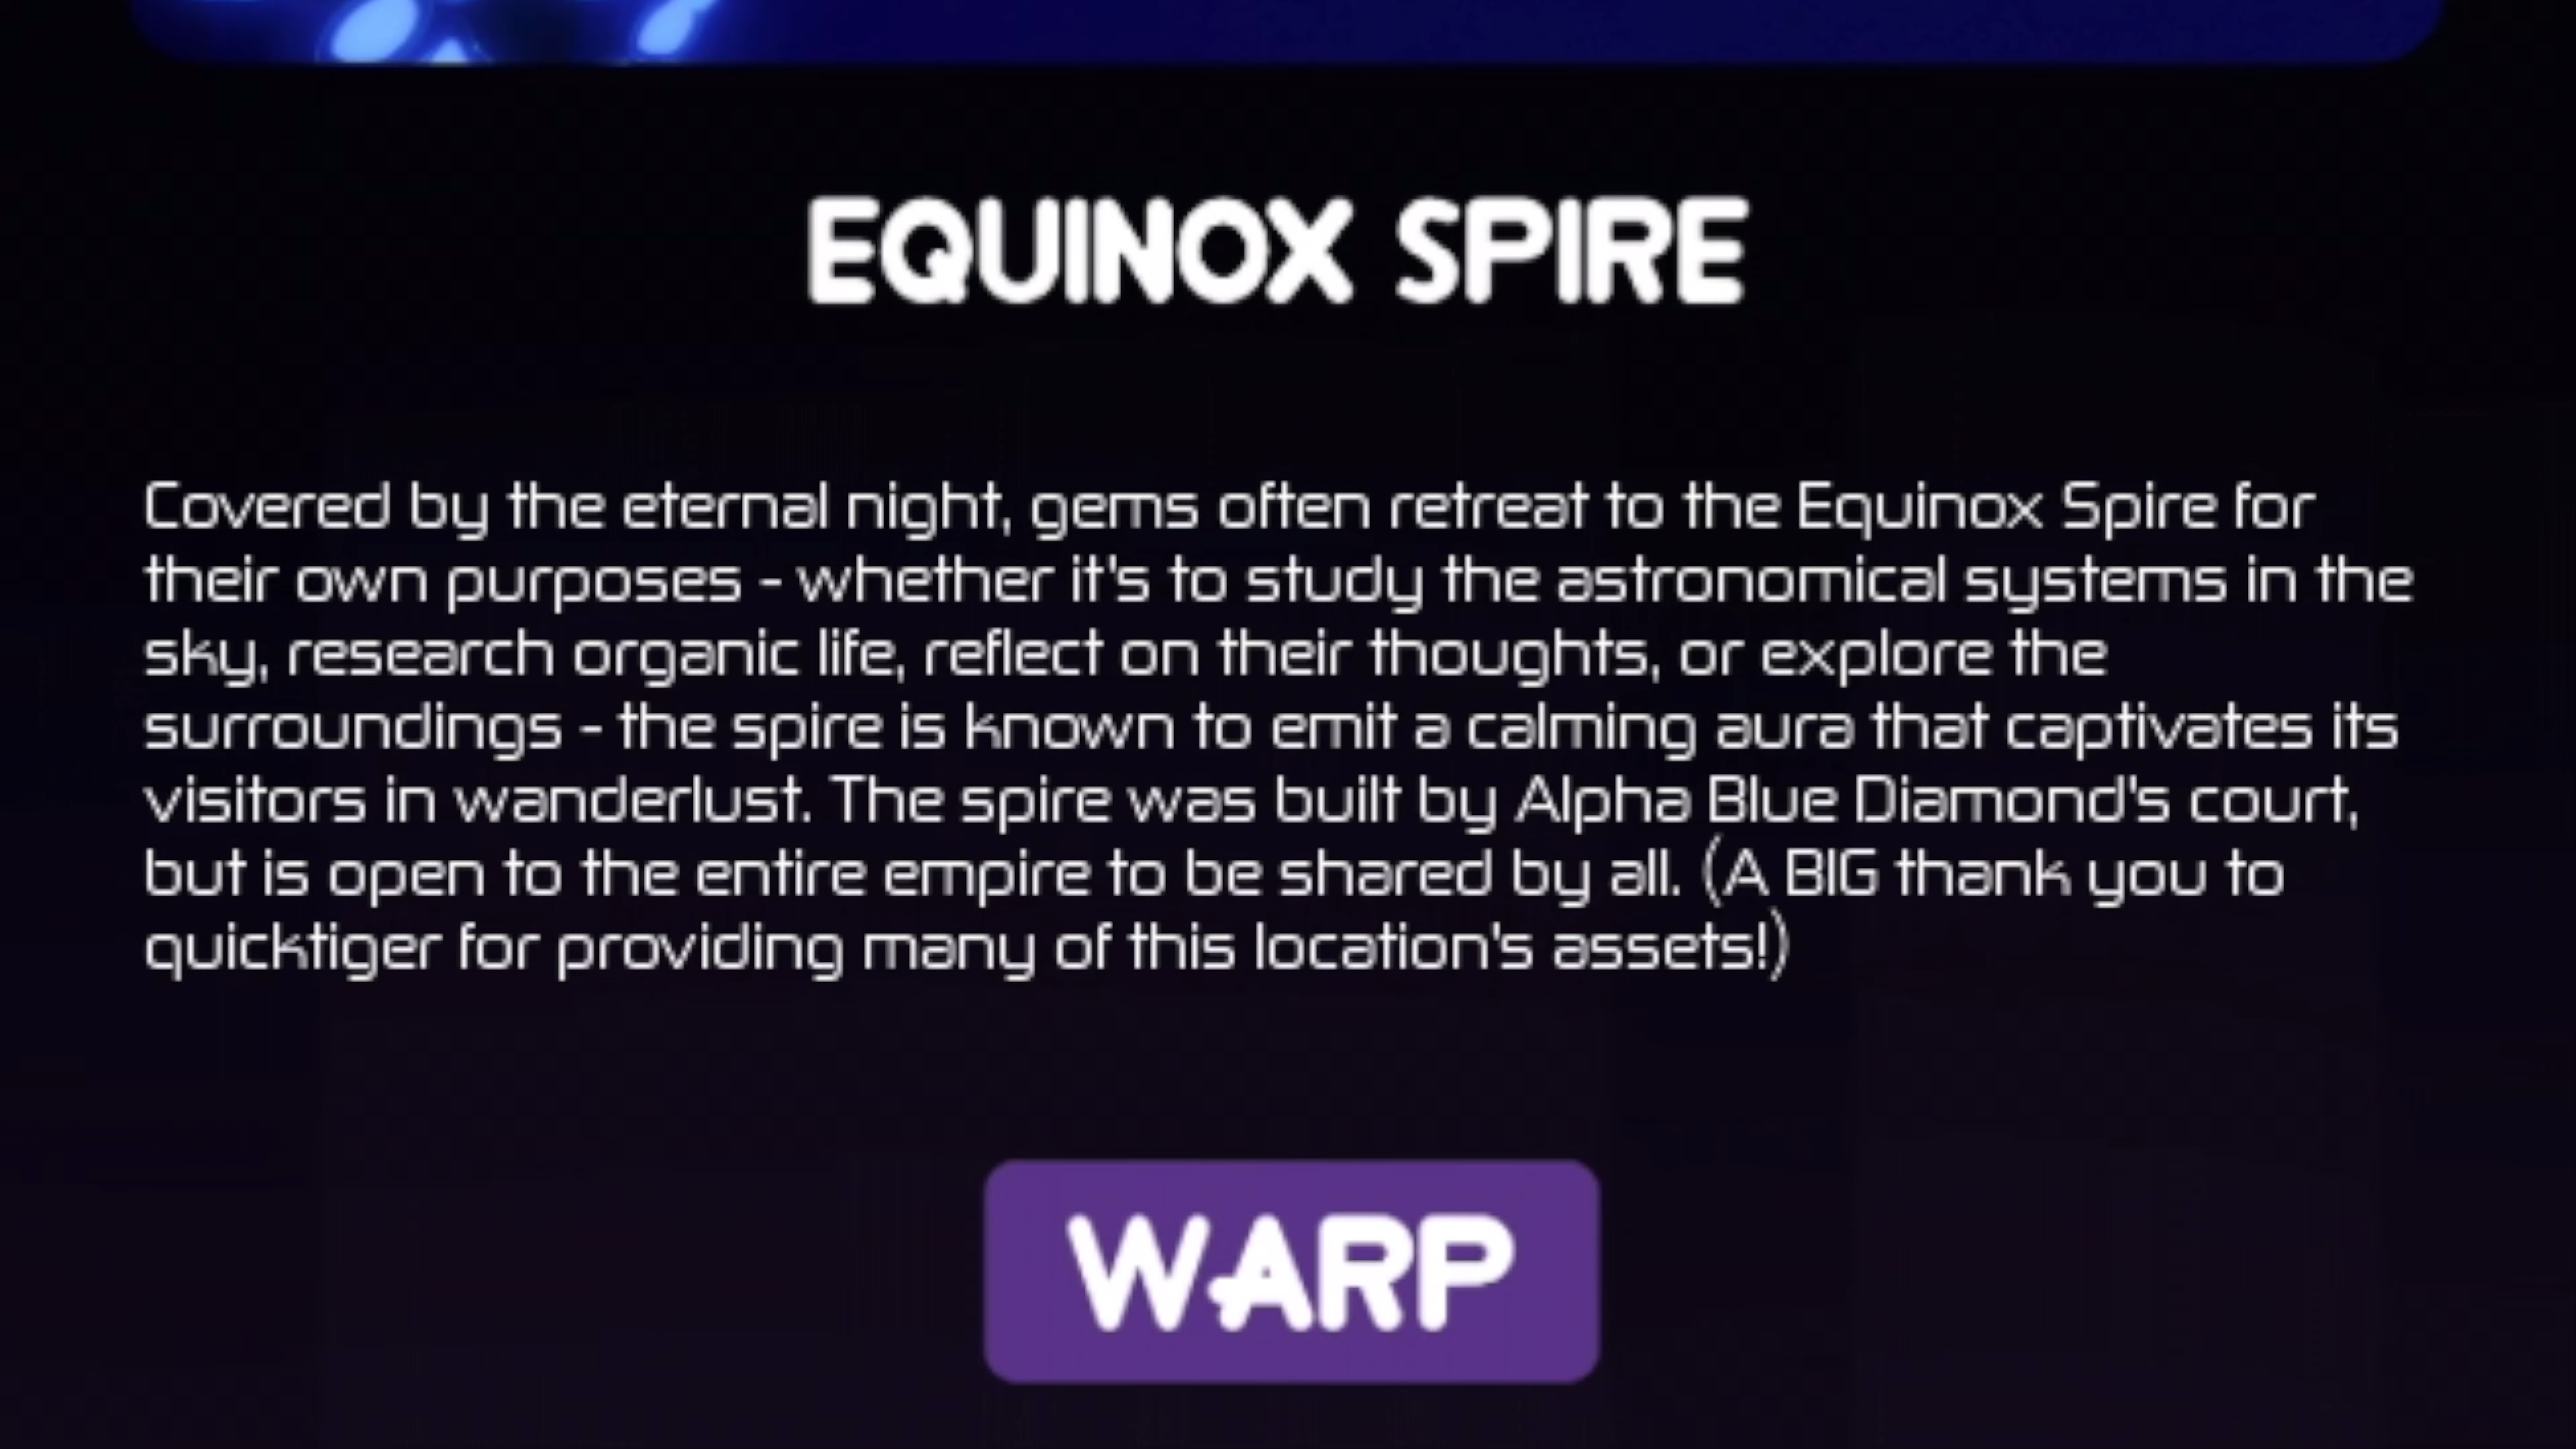 EQUINOX SPIRE
Covered by the eternal night, gems often retreat to the Equinox Spire for
their own purposes - whether it's to study the astronomical systems in the
sky, research organic life, reflect on their thoughts, or explore the
surroundings - the spire is known to emit a calming aura that captivates its
visitors in wanderlust. The spire was built by Alpha Blue Diamond's court,
but is open to the entire empire to be shared by all. (A BIG thank you to
quicktiger for providing many of this location's assets!)
WARP